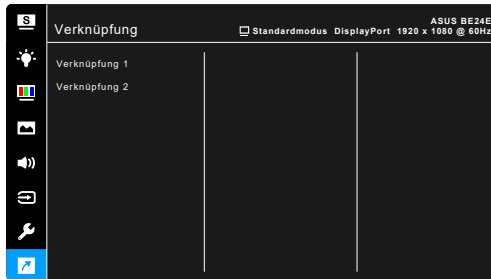 S
ASUS BE24E
Verknüpfung
Standardmodus DisplayPort 1920 x 1080 @ 60Hz
Verknüpfung 1
Verknüpfung 2